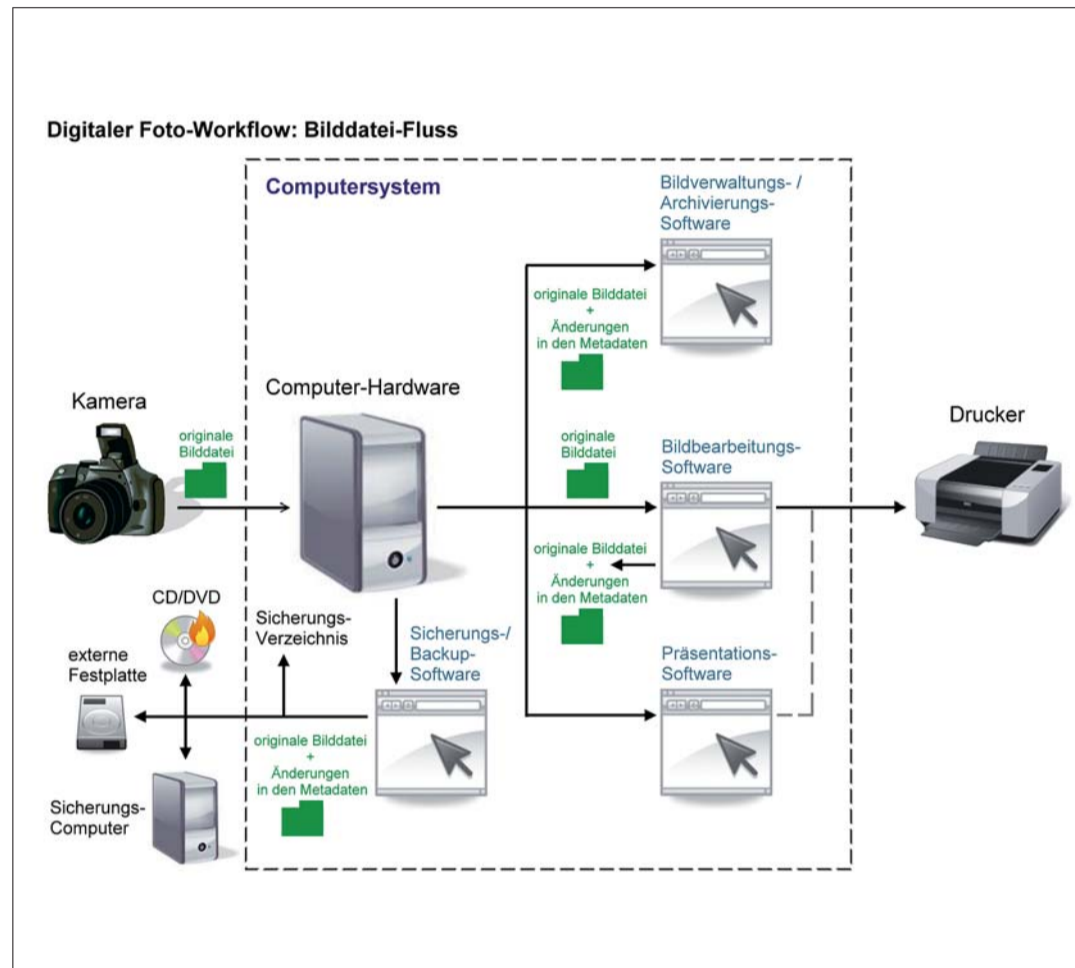 Digitaler Foto-Workflow: Bilddatei-Fluss
Computersystem
Bildverwaltungs- /
Archivierungs-
Software
originale Bilddatei
+
Änderungen
in den Metadaten
Kamera
originale
Bilddatei
Computer-Hardware
originale
Bilddatei
Bildbearbeitungs-
Software
Drucker
originale Bilddatei
+
Änderungen
in den Metadaten
CD/DVD
externe
Festplatte
Sicherungs-
Verzeichnis
Sicherungs-/
Backup-
Software
Präsentations-
Software
originale Bilddatei
+
Änderungen
in den Metadaten
Sicherungs-
Computer